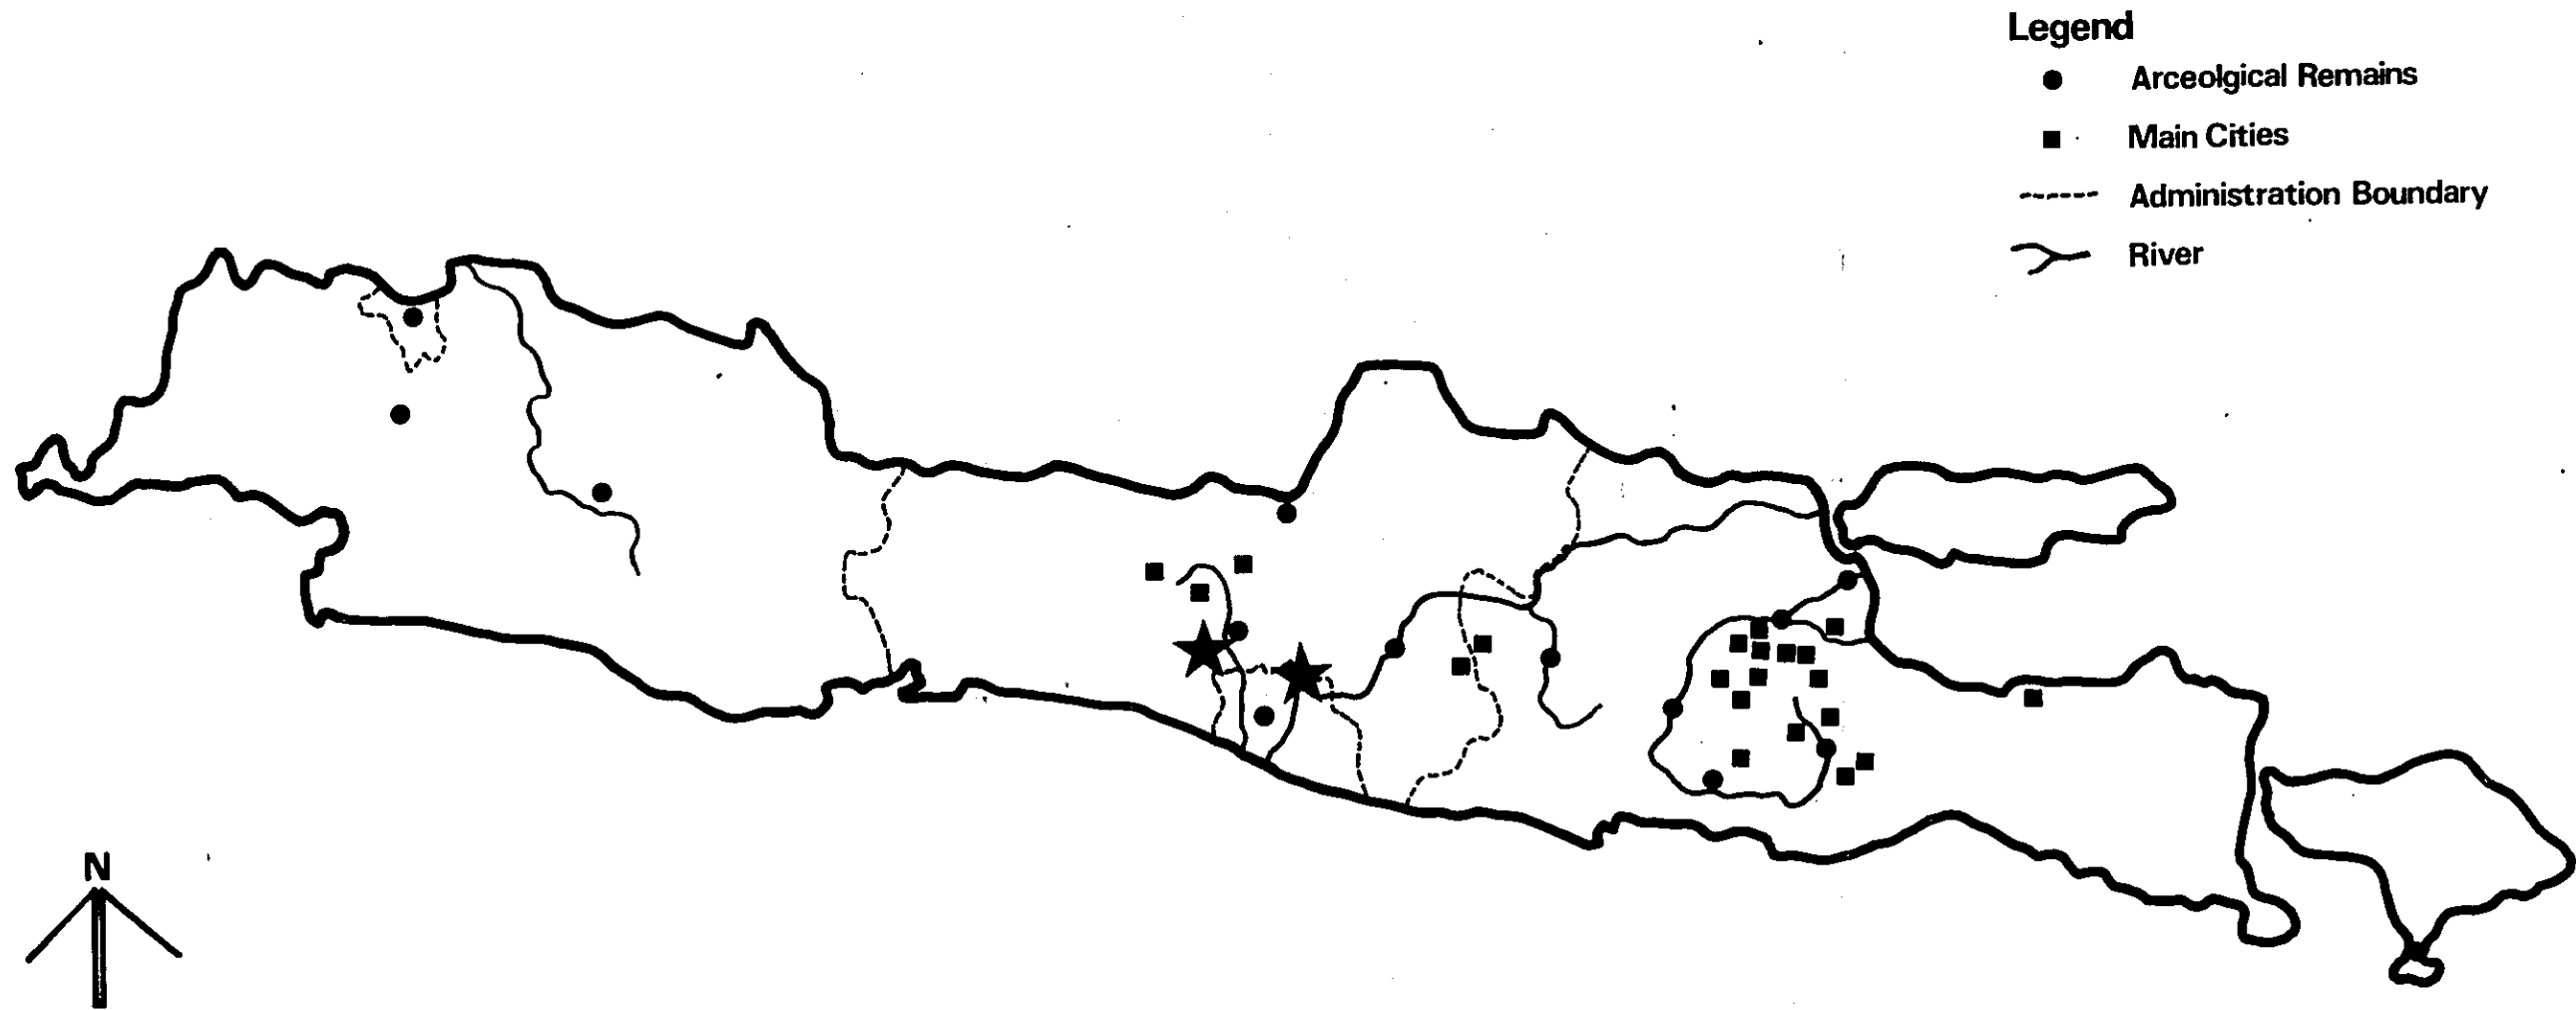 Legend
Arceolgical Remains
Main Cities
Administration Boundary
River
N